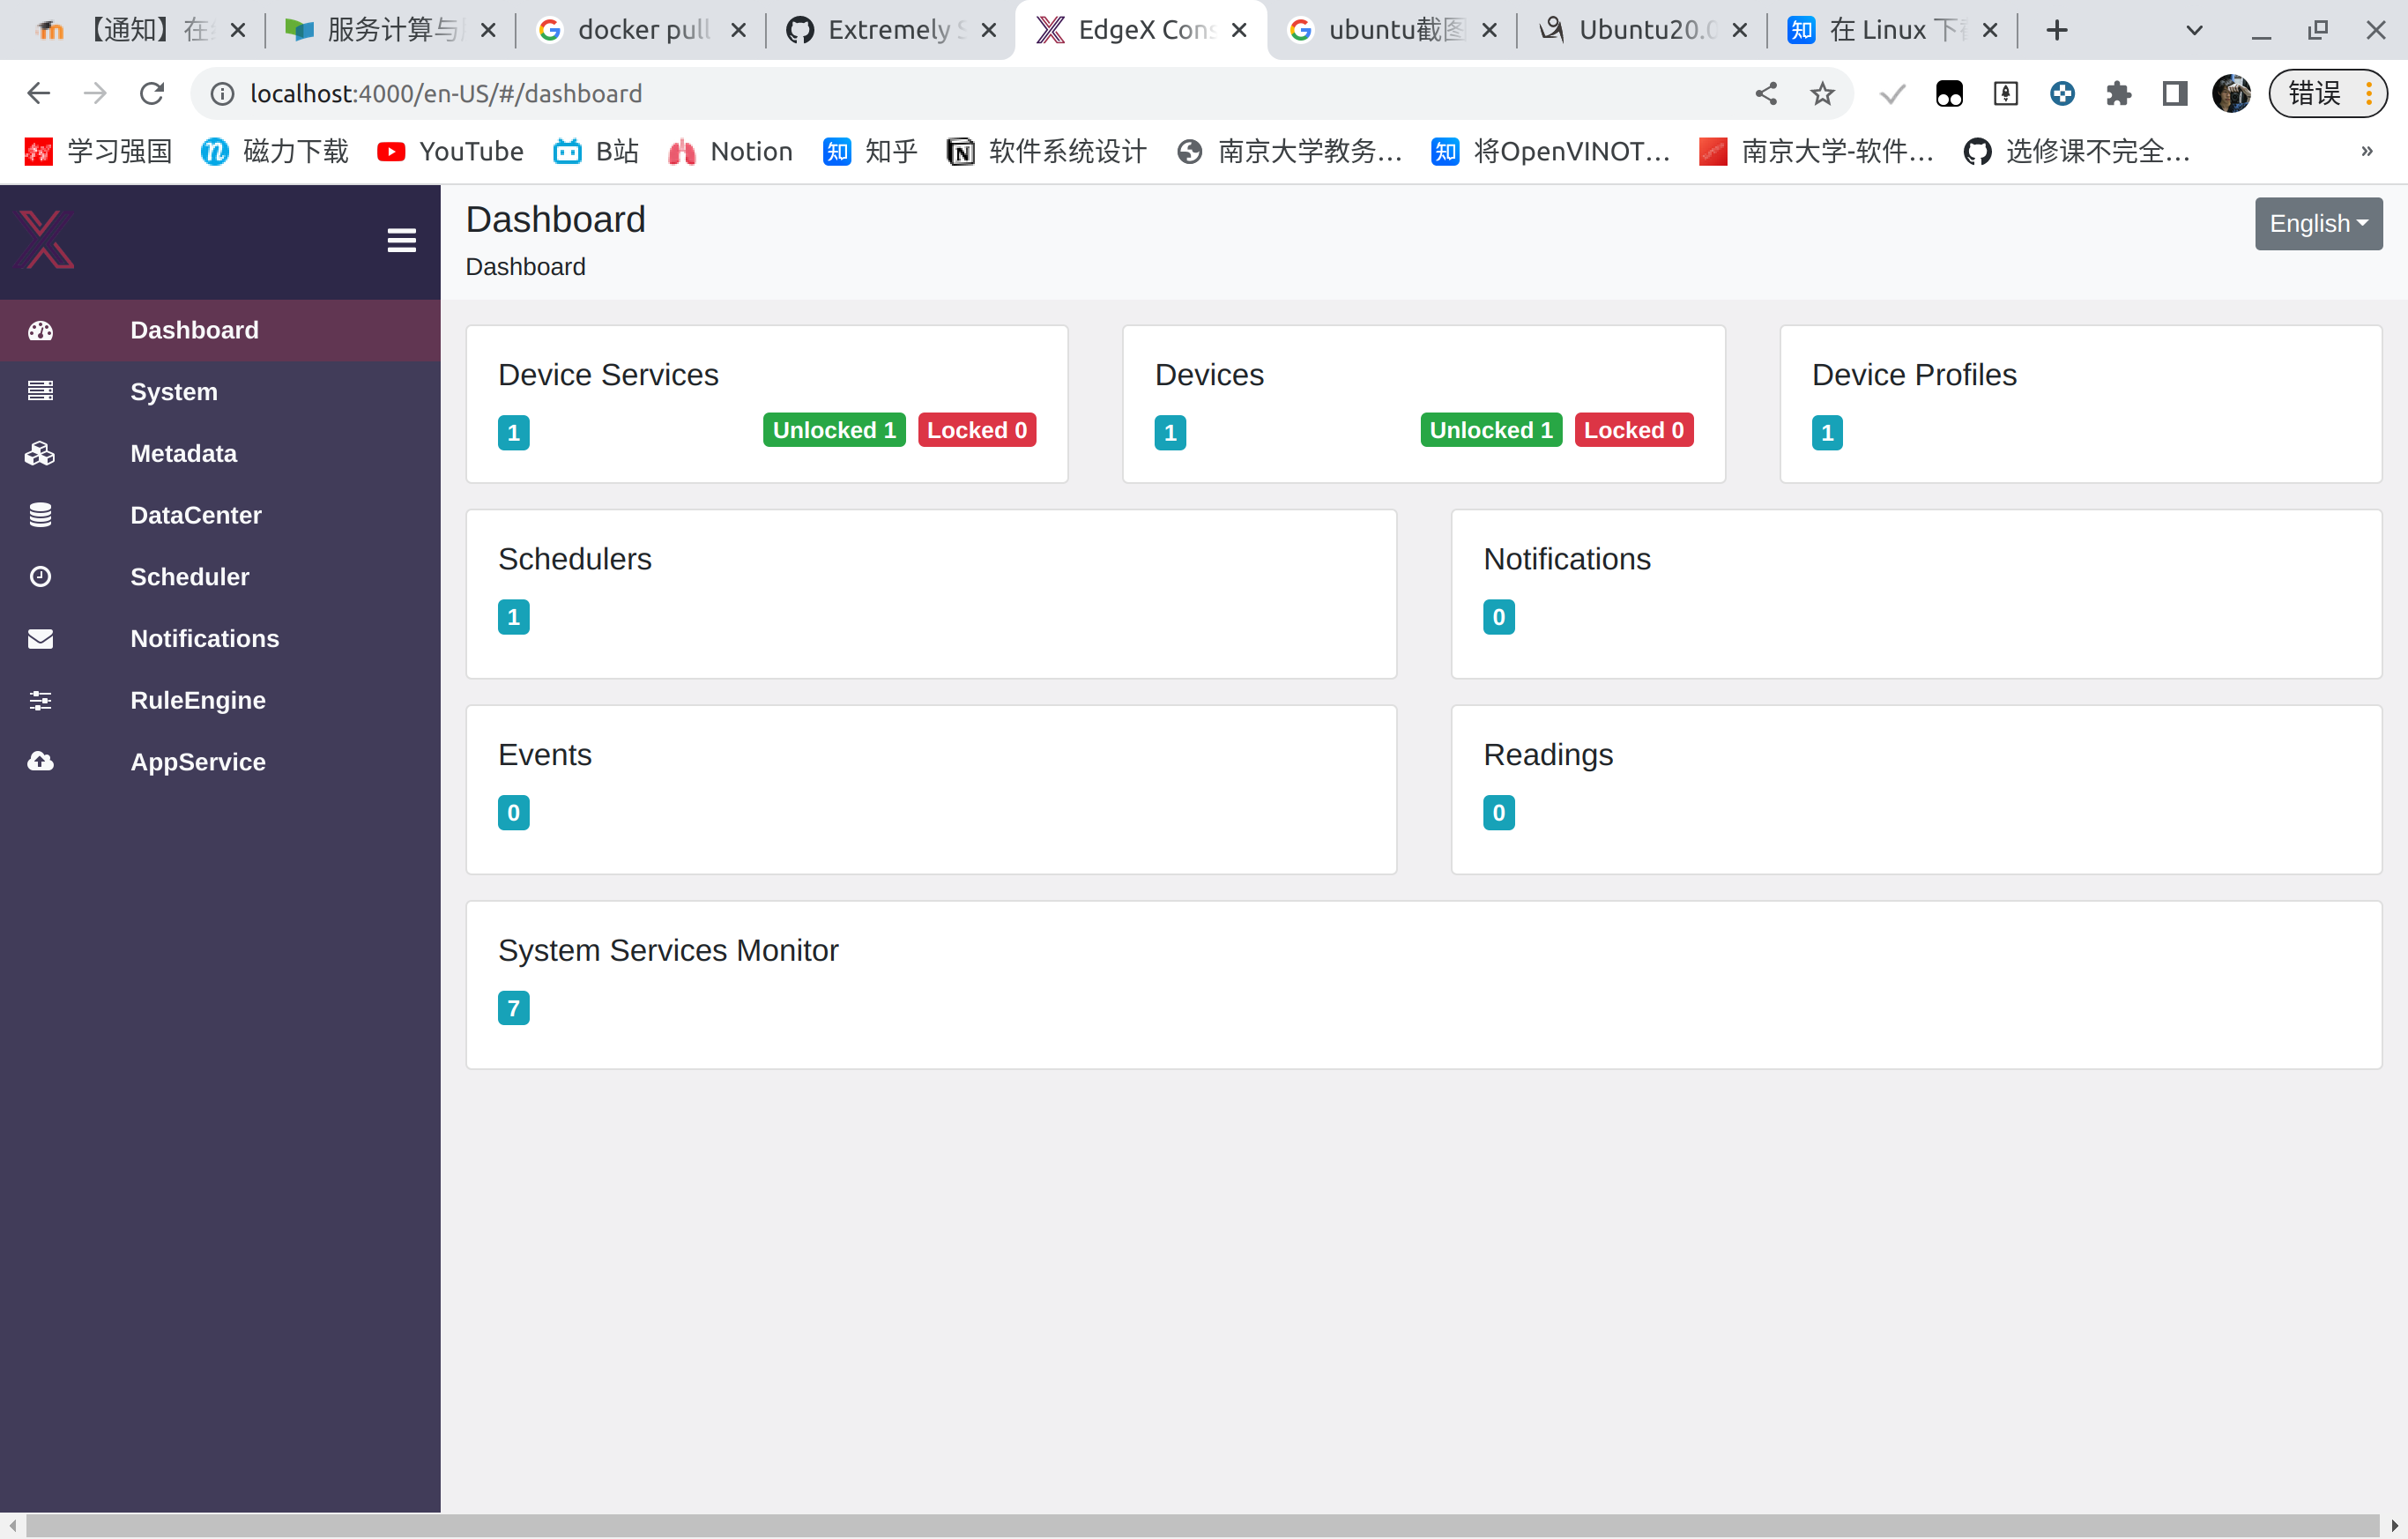 【通知】在
服务计算与
docker pull
Extremely S
EdgeX Cons
ubuntu截图
Ubuntu20.0
在 Linux 下
localhost:4000/en-US/#/dashboard
错误
学习强国
磁力下载
YouTube
B站
Notion
知 知乎
软件系统设计
南京大学教务...
知 将OpenVINOT...
南京大学-软件...
选修课不完全...
»
Dashboard
English
Dashboard
Dashboard
System
Metadata
DataCenter
Scheduler
Notifications
RuleEngine
AppService
Device Services
1
Unlocked 1
Locked 0
Devices
1
Unlocked 1
Locked 0
Device Profiles
1
Schedulers
1
Notifications
0
Events
0
Readings
0
System Services Monitor
7